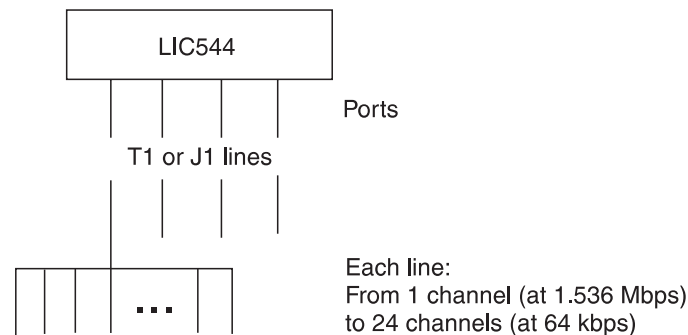 LIC544
Ports
T1 or J1 lines
Each line:
From 1 channel (at 1.536 Mbps)
to 24 channels (at 64 kbps)
...